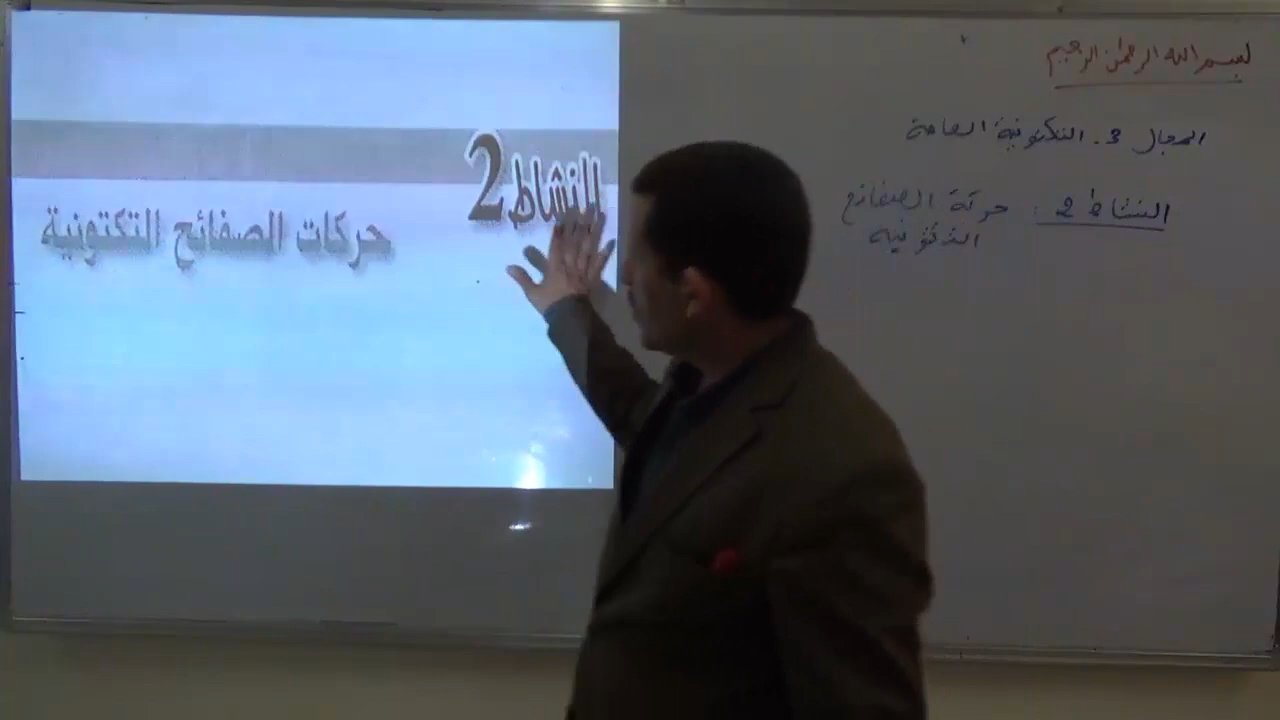 بسم الله الرحمن الرحيم
المجال 3. التكتونية العامة
النشاط 2: حركة الصفائح
التكتونية
النشاط 2
حركات الصفائح التكتونية